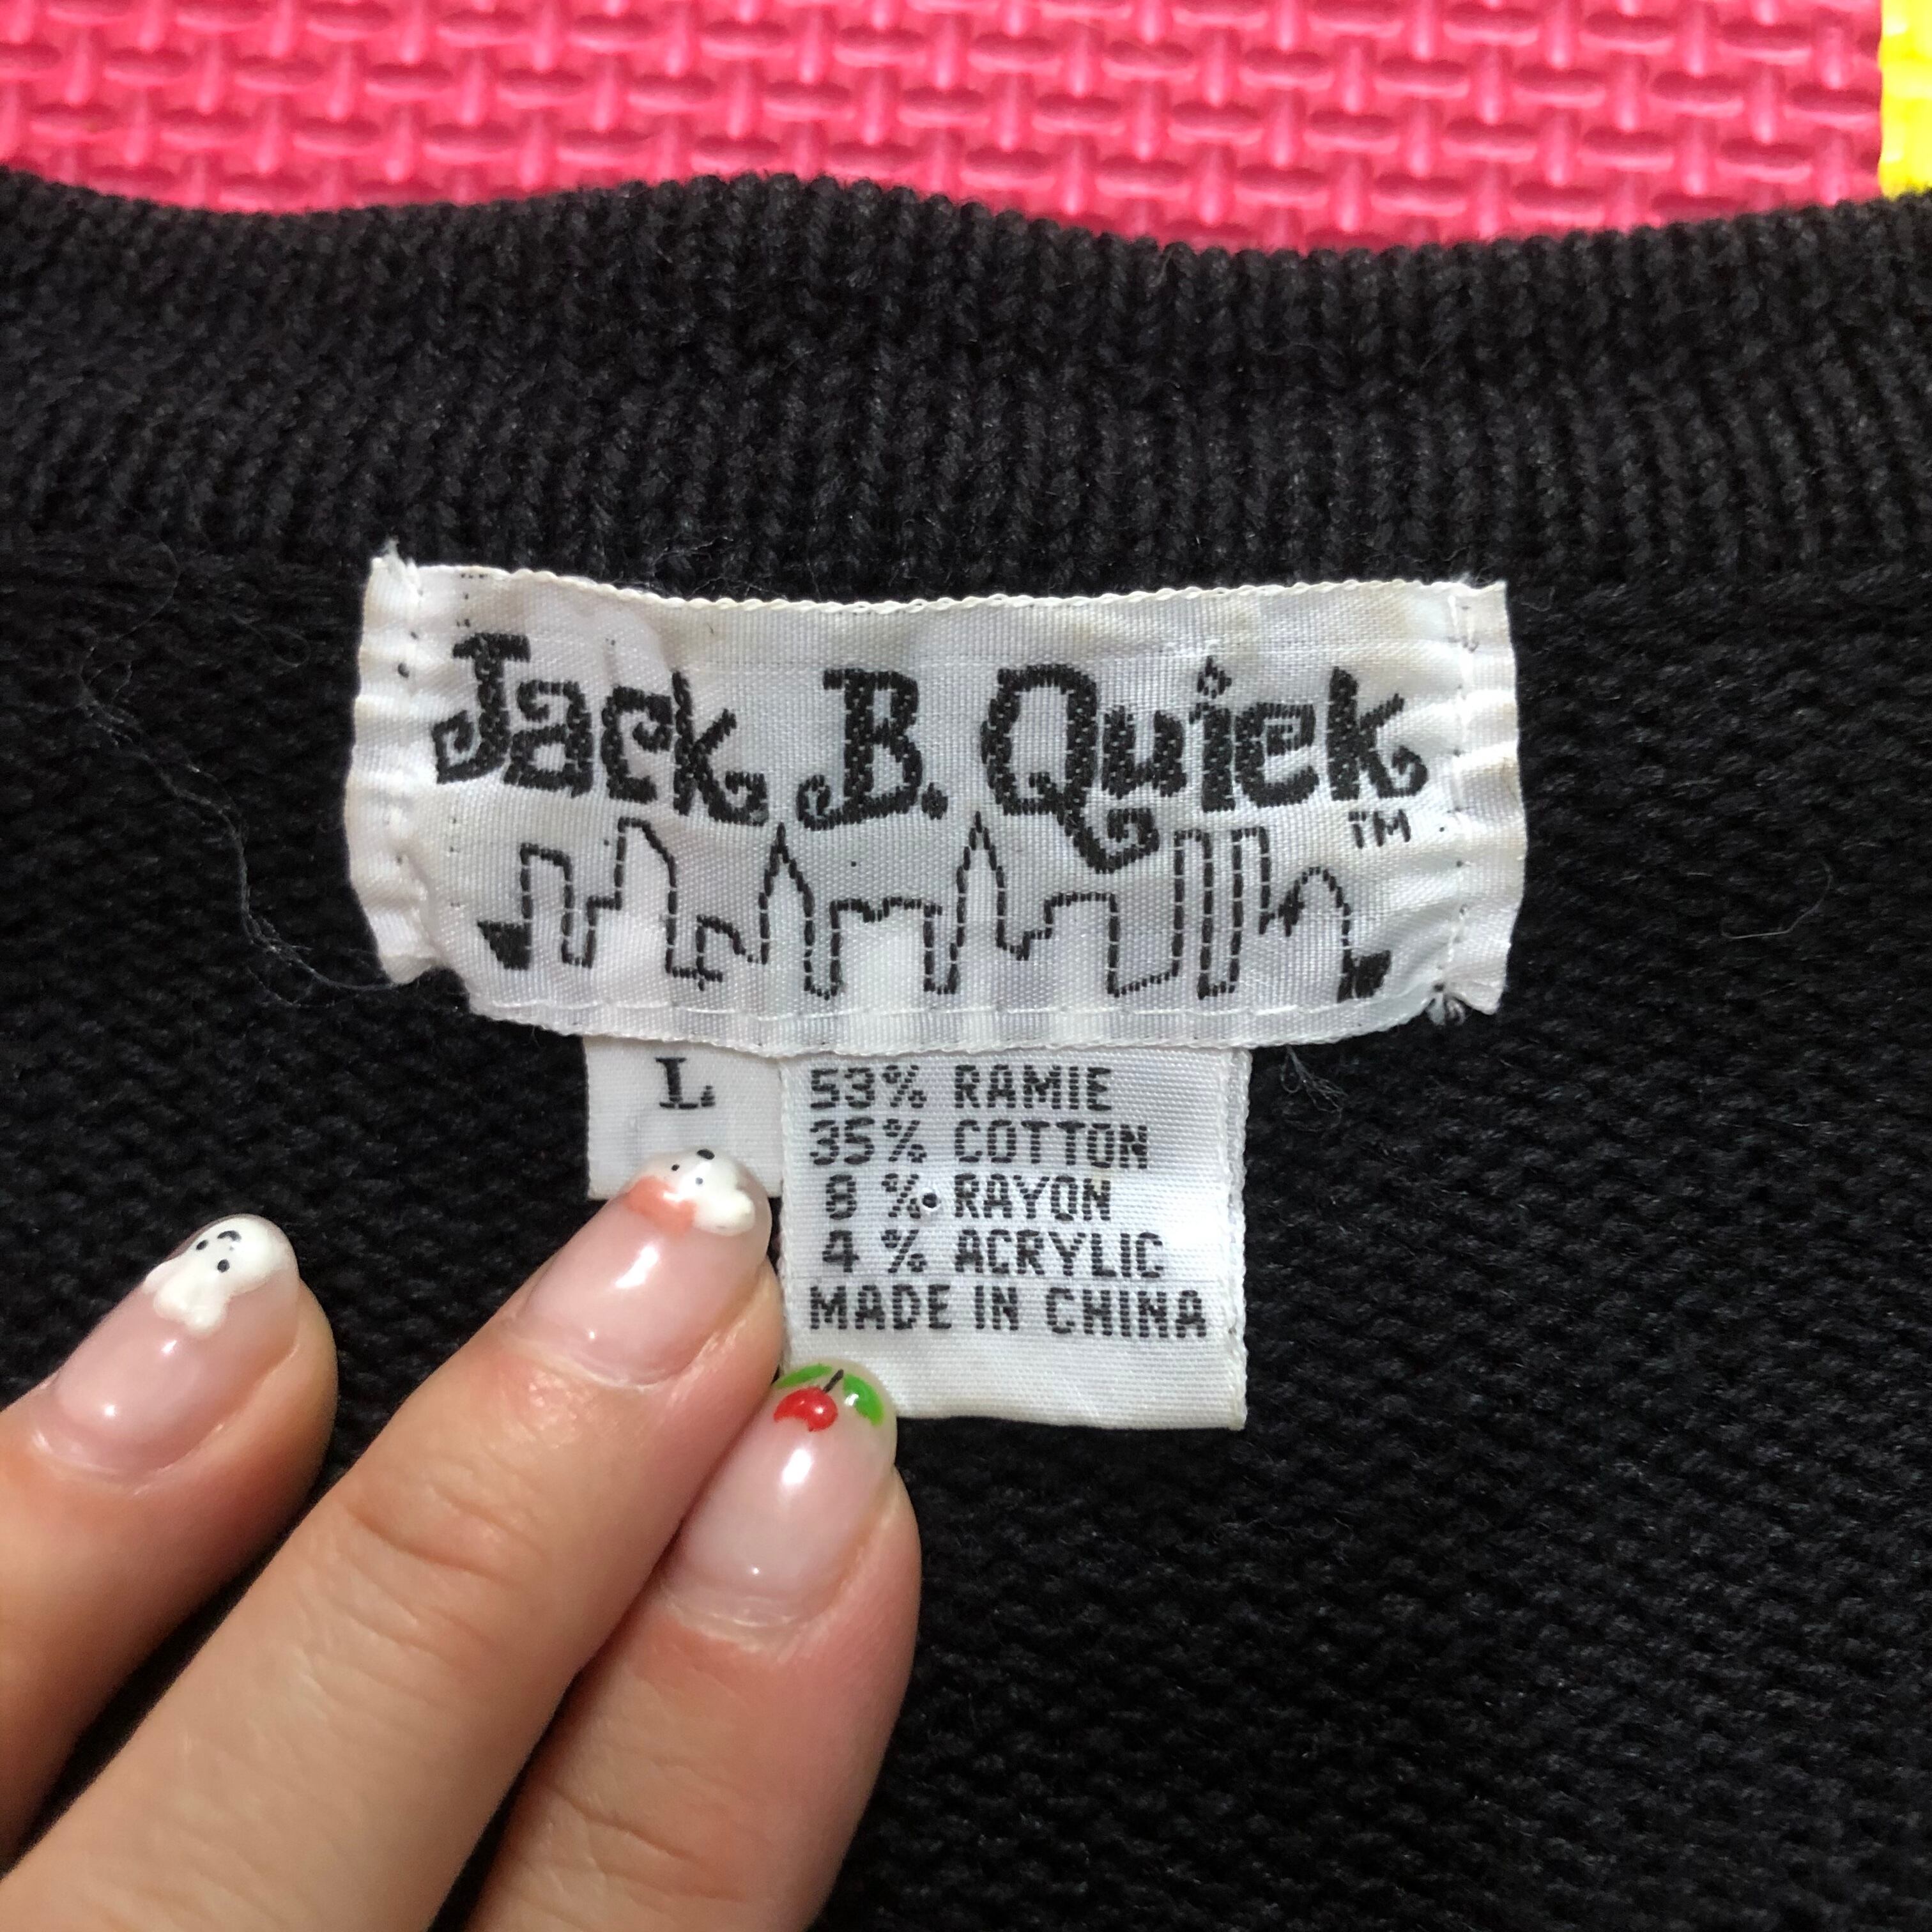 Jack B. Quick
TM
L
53% RAMIE
35% COTTON
8 % RAYON
4 % ACRYLIC
MADE IN CHINA